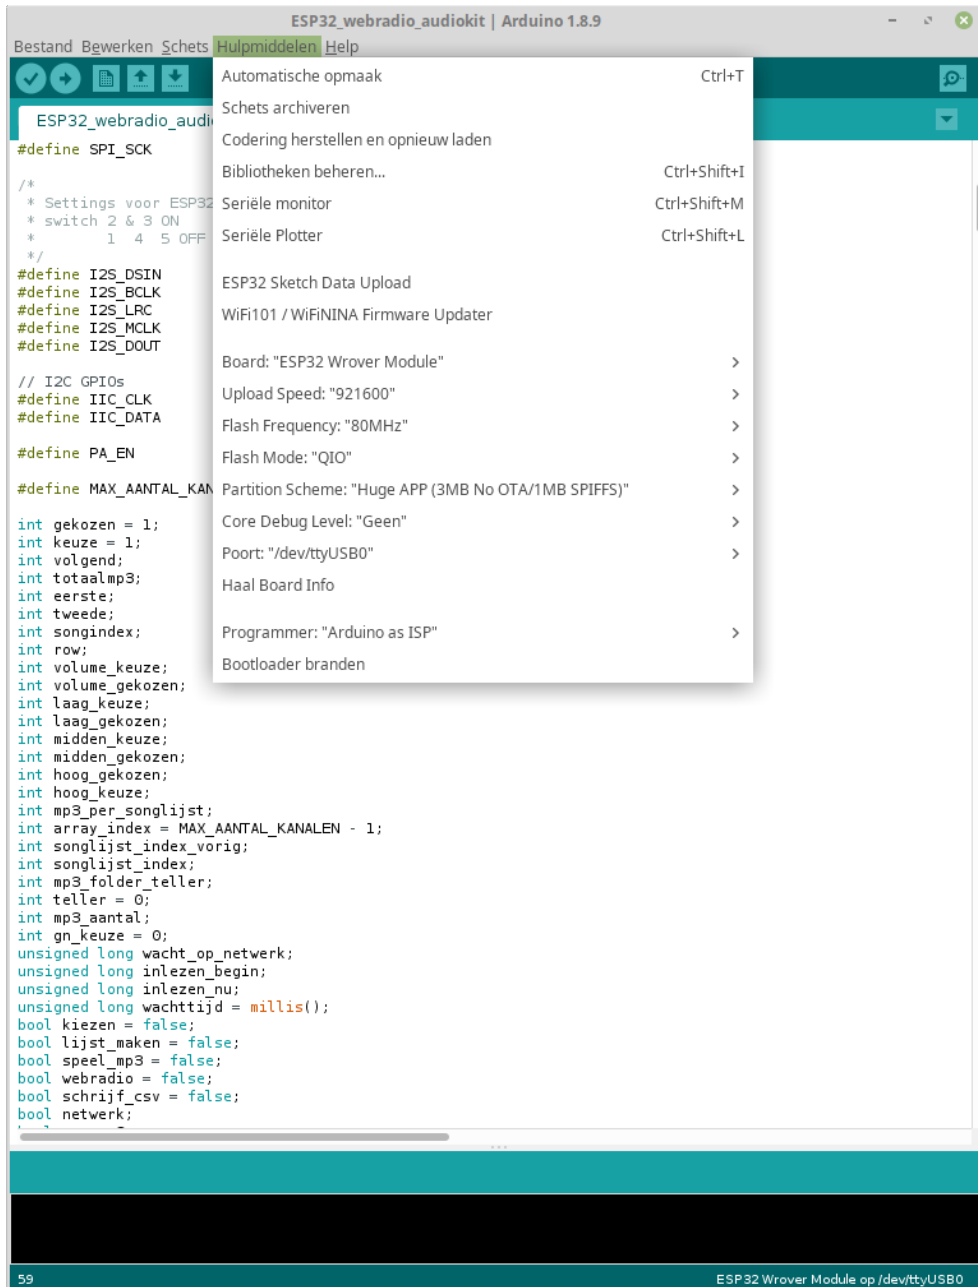 ESP32_webradio_audiokit | Arduino 1.8.9
Bestand Bewerken Schets Hulpmiddelen Help
Automatische opmaak Ctrl+T
Schets archiveren
Codering herstellen en opnieuw laden
Bibliotheken beheren... Ctrl+Shift+I
Seriële monitor Ctrl+Shift+M
Seriële Plotter Ctrl+Shift+L
ESP32 Sketch Data Upload
WiFi101 / WiFiNINA Firmware Updater
Board: "ESP32 Wrover Module"
Upload Speed: "921600"
Flash Frequency: "80MHz"
Flash Mode: "QIO"
Partition Scheme: "Huge APP (3MB No OTA/1MB SPIFFS)"
Core Debug Level: "Geen"
Poort: "/dev/ttyUSB0"
Haal Board Info
Programmer: "Arduino as ISP"
Bootloader branden
ESP32_webradio_audi
#define SPI_SCK
/*
* Settings voor ESP32
* switch 2 & 3 ON
* 1 4 5 OFF
*/
#define I2S_DSIN
#define I2S_BCLK
#define I2S_LRC
#define I2S_MCLK
#define I2S_DOUT
// I2C GPIOs
#define IIC_CLK
#define IIC_DATA
#define PA_EN
#define MAX_AANTAL_KAN
int gekozen = 1;
int keuze = 1;
int volgend;
int totaalmp3;
int eerste;
int tweede;
int songindex;
int row;
int volume_keuze;
int volume_gekozen;
int laag_keuze;
int laag_gekozen;
int midden_keuze;
int midden_gekozen;
int hoog_gekozen;
int hoog_keuze;
int mp3_per_songlijst;
int array_index = MAX_AANTAL_KANALEN - 1;
int songlijst_index_vorig;
int songlijst_index;
int mp3_folder_teller;
int teller = 0;
int mp3_aantal;
int gn_keuze = 0;
unsigned long wacht_op_netwerk;
unsigned long inlezen_begin;
unsigned long inlezen_nu;
unsigned long wachttijd = millis();
bool kiezen = false;
bool lijst_maken = false;
bool speel_mp3 = false;
bool webradio = false;
bool schrijf_csv = false;
bool netwerk;
59 ESP32 Wrover Module op /dev/ttyUSB0